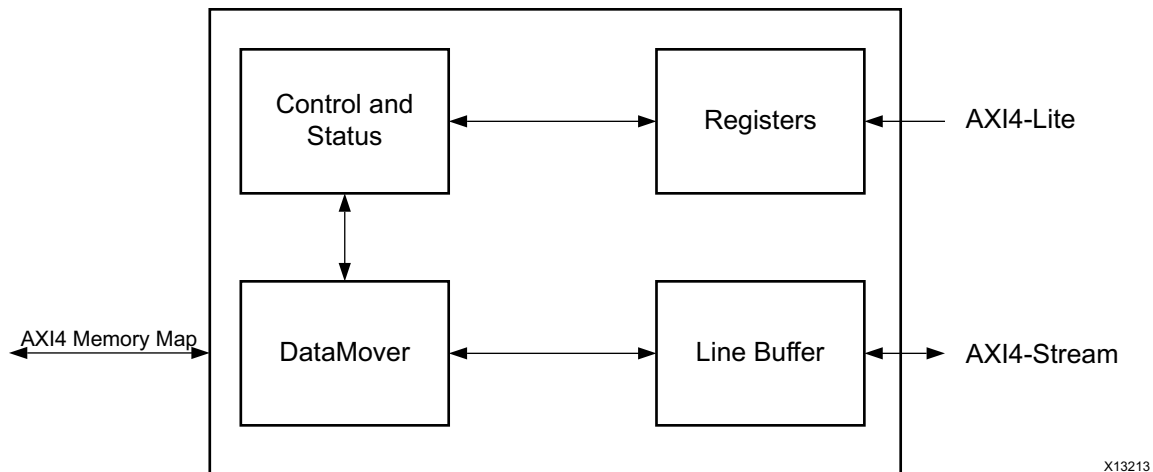 Control and
Status
Registers
AXI4-Lite
AXI4 Memory Map
DataMover
Line Buffer
AXI4-Stream
X13213